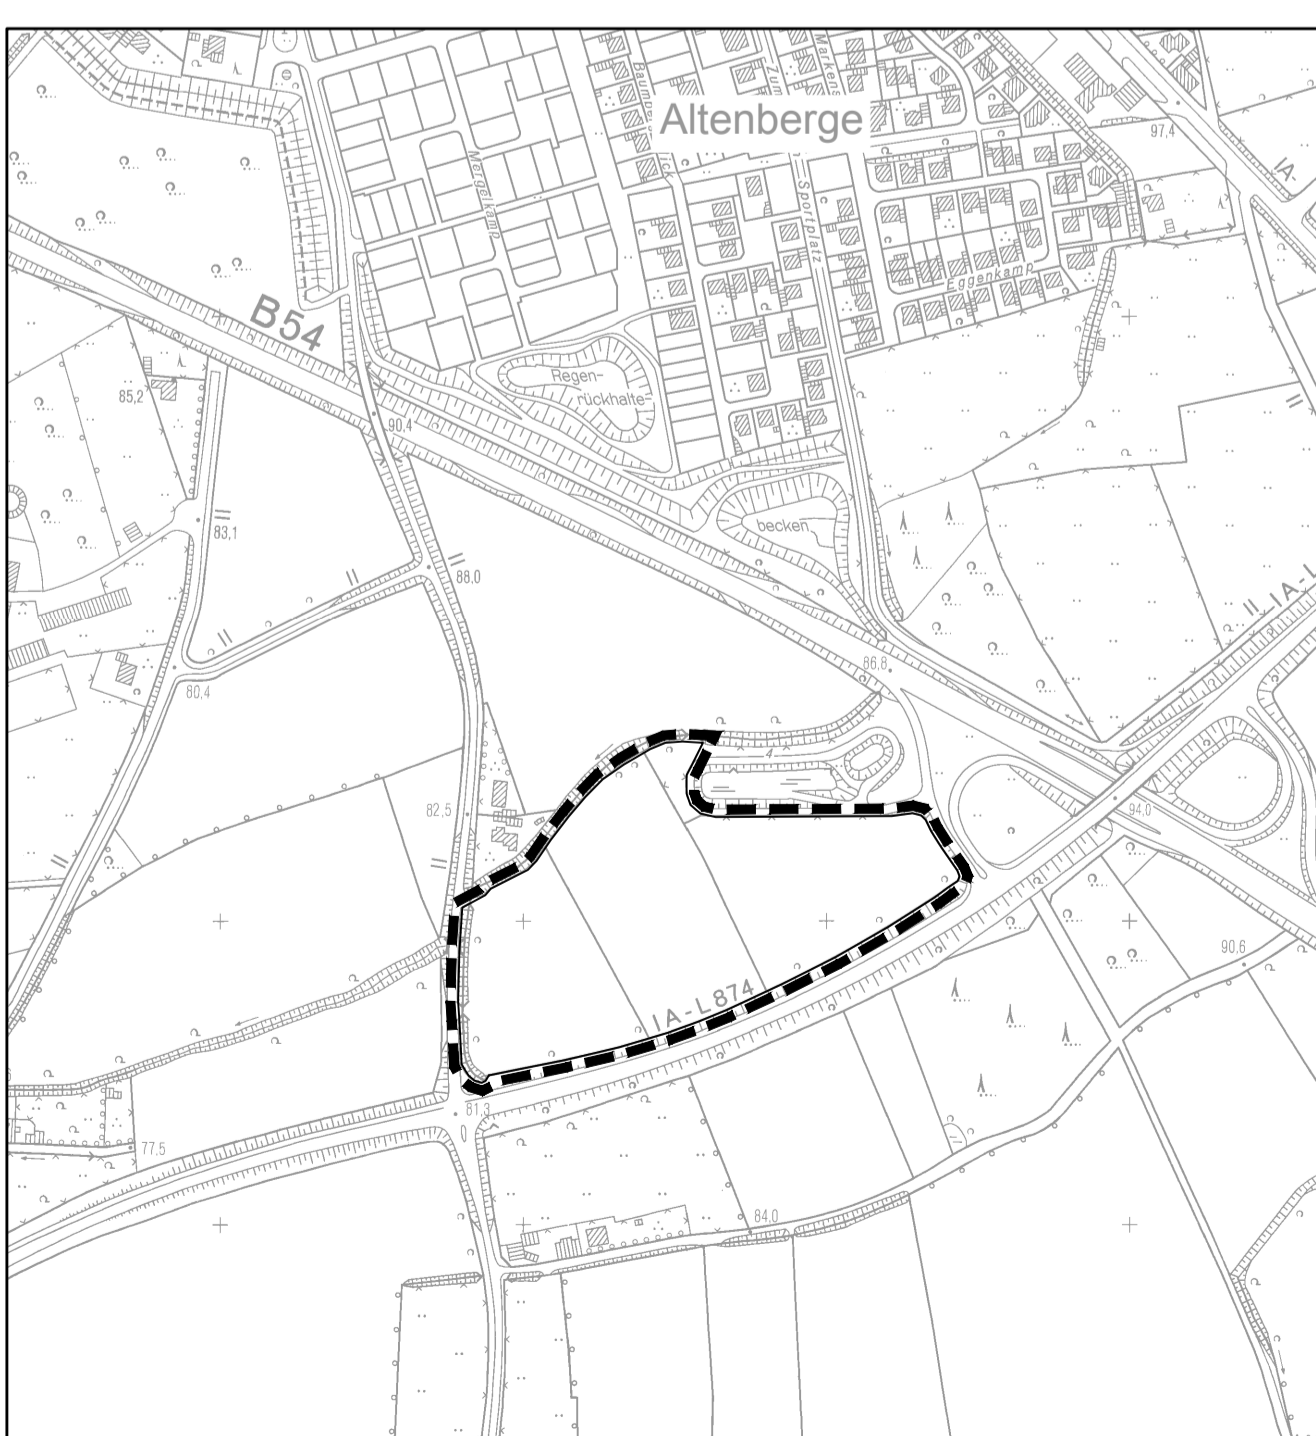 Altenberge
97,4
IA-
Mergelkamp
Sportplatz
Eggenkamp
B54
Regen-
rückhalte-
85,2
90,4
becken
83,1
88,0
II
IA-L
86,8
80,4
4
82,5
94,0
90,6
IA-L874
81,3
77,5
84,0